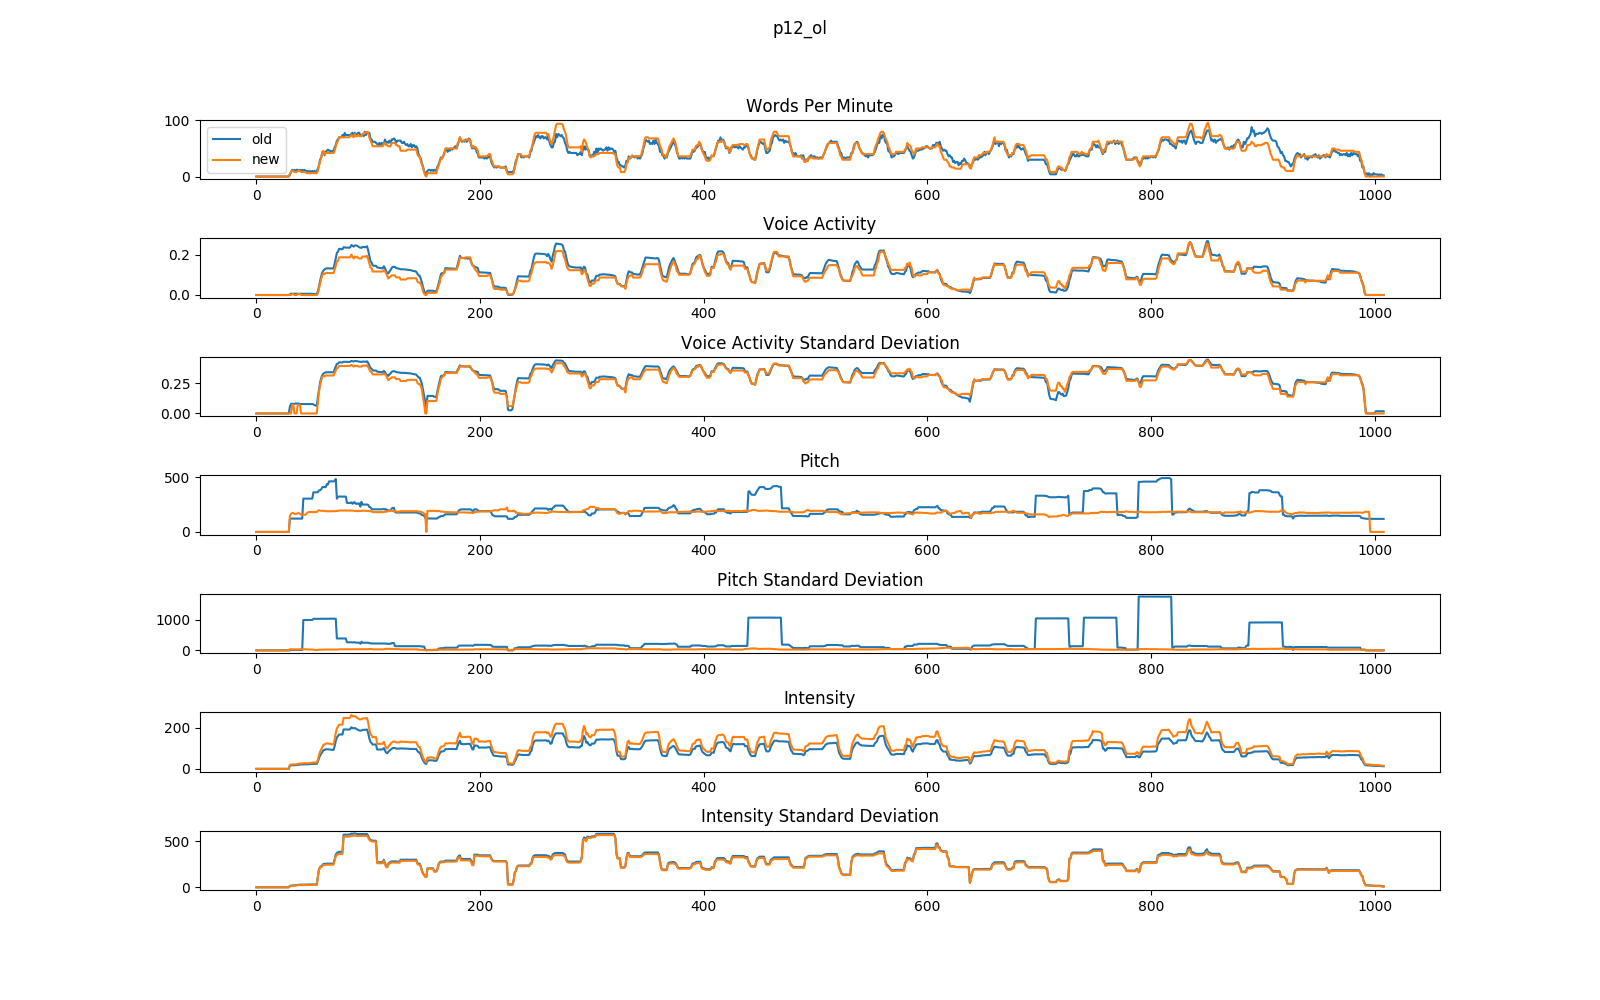 p12_ol
Words Per Minute
100
0
old
new
0 200 400 600 800 1000
Voice Activity
0.2
0.0
0 200 400 600 800 1000
Voice Activity Standard Deviation
0.25
0.00
0 200 400 600 800 1000
Pitch
500
0
0 200 400 600 800 1000
Pitch Standard Deviation
1000
0
0 200 400 600 800 1000
Intensity
200
0
0 200 400 600 800 1000
Intensity Standard Deviation
500
0
0 200 400 600 800 1000